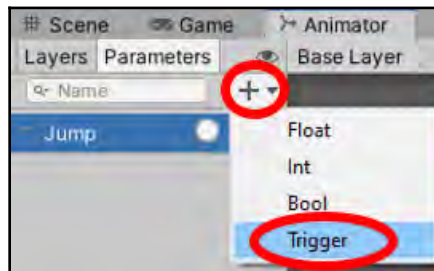 Scene Game Animator
Layers Parameters Base Layer
Name
Jump
Float
Int
Bool
Trigger